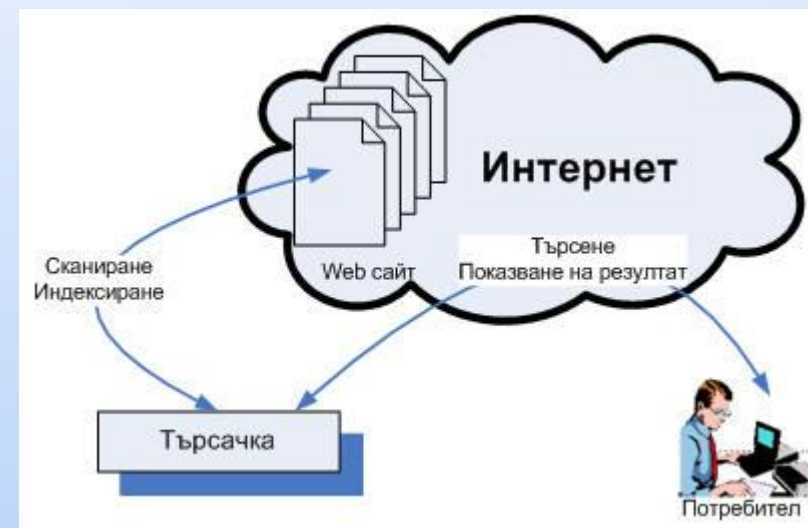 Интернет
Търсене
Web сайт
Показване на резултат
Сканиране
Индексиране
Търсачка
Потребител